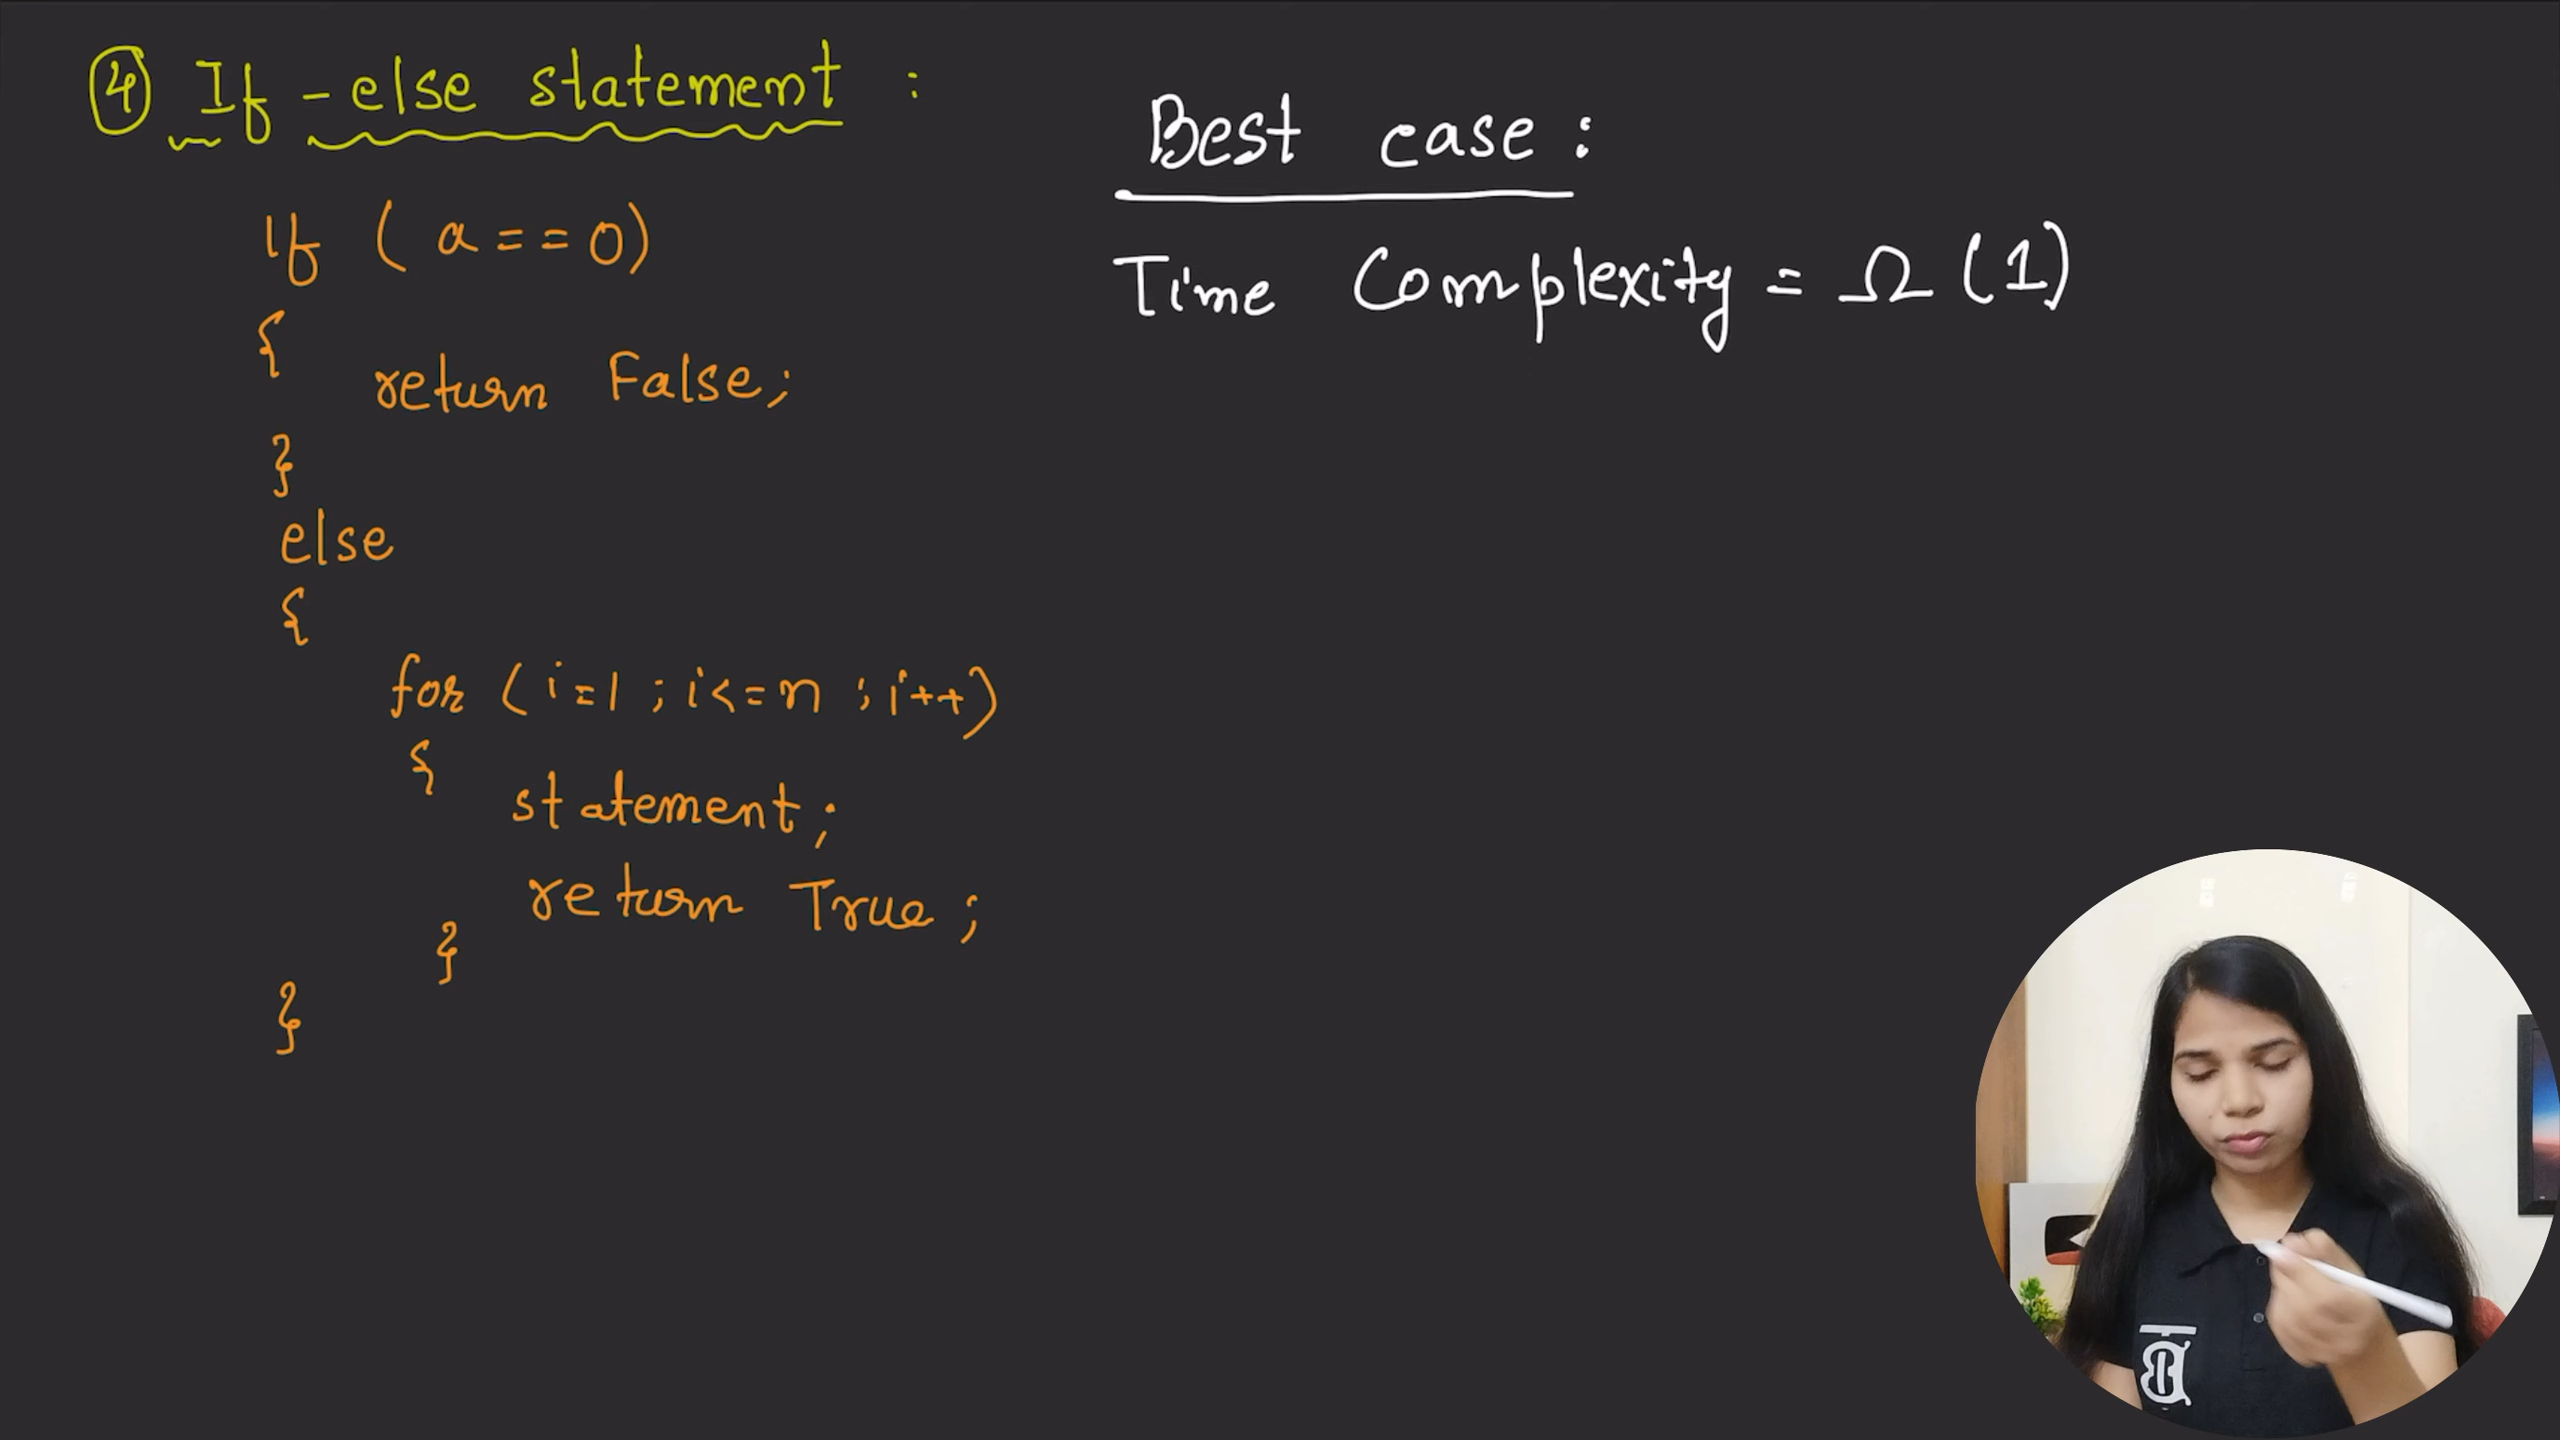 ④ If-else statement :
If ( a==0)
{
return False;
}
else
{
for (i=1 ; i<=n ; i++)
{
statement;
return True ;
}
}
Best case :
Time Complexity = Ω (1)